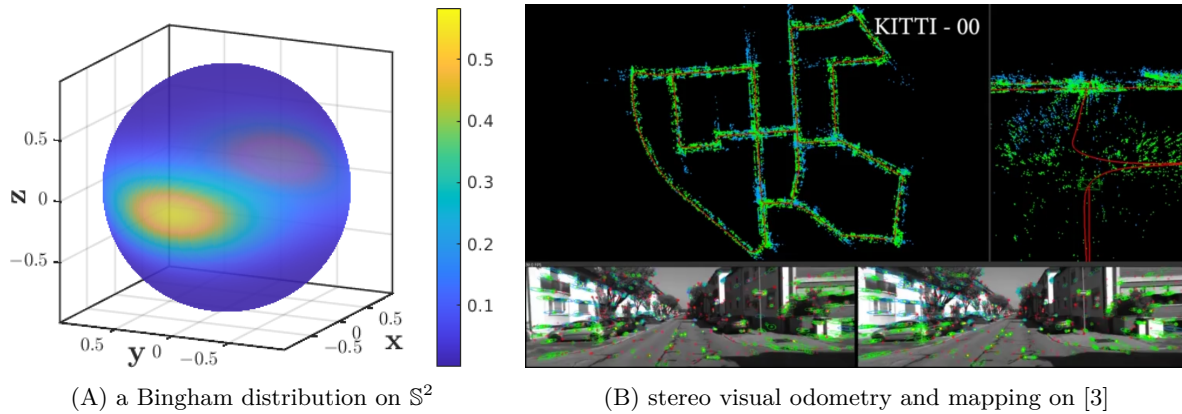 0.5
0
−0.5
z
0.5
y
0
−0.5
−0.5
0
0.5
x
0.5
0.4
0.3
0.2
0.1
KITTI - 00
(A) a Bingham distribution on 𝕊²
(B) stereo visual odometry and mapping on [3]